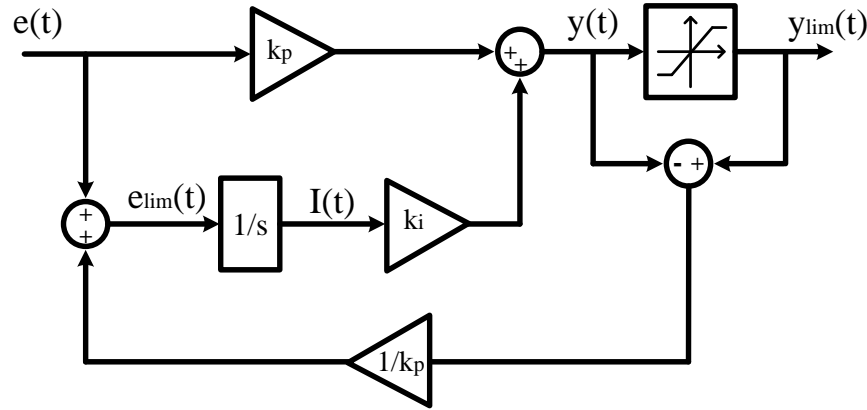 e(t)
kp
+
+
y(t)
ylim(t)
- +
+
+
elim(t)
1/s
I(t)
ki
1/kp